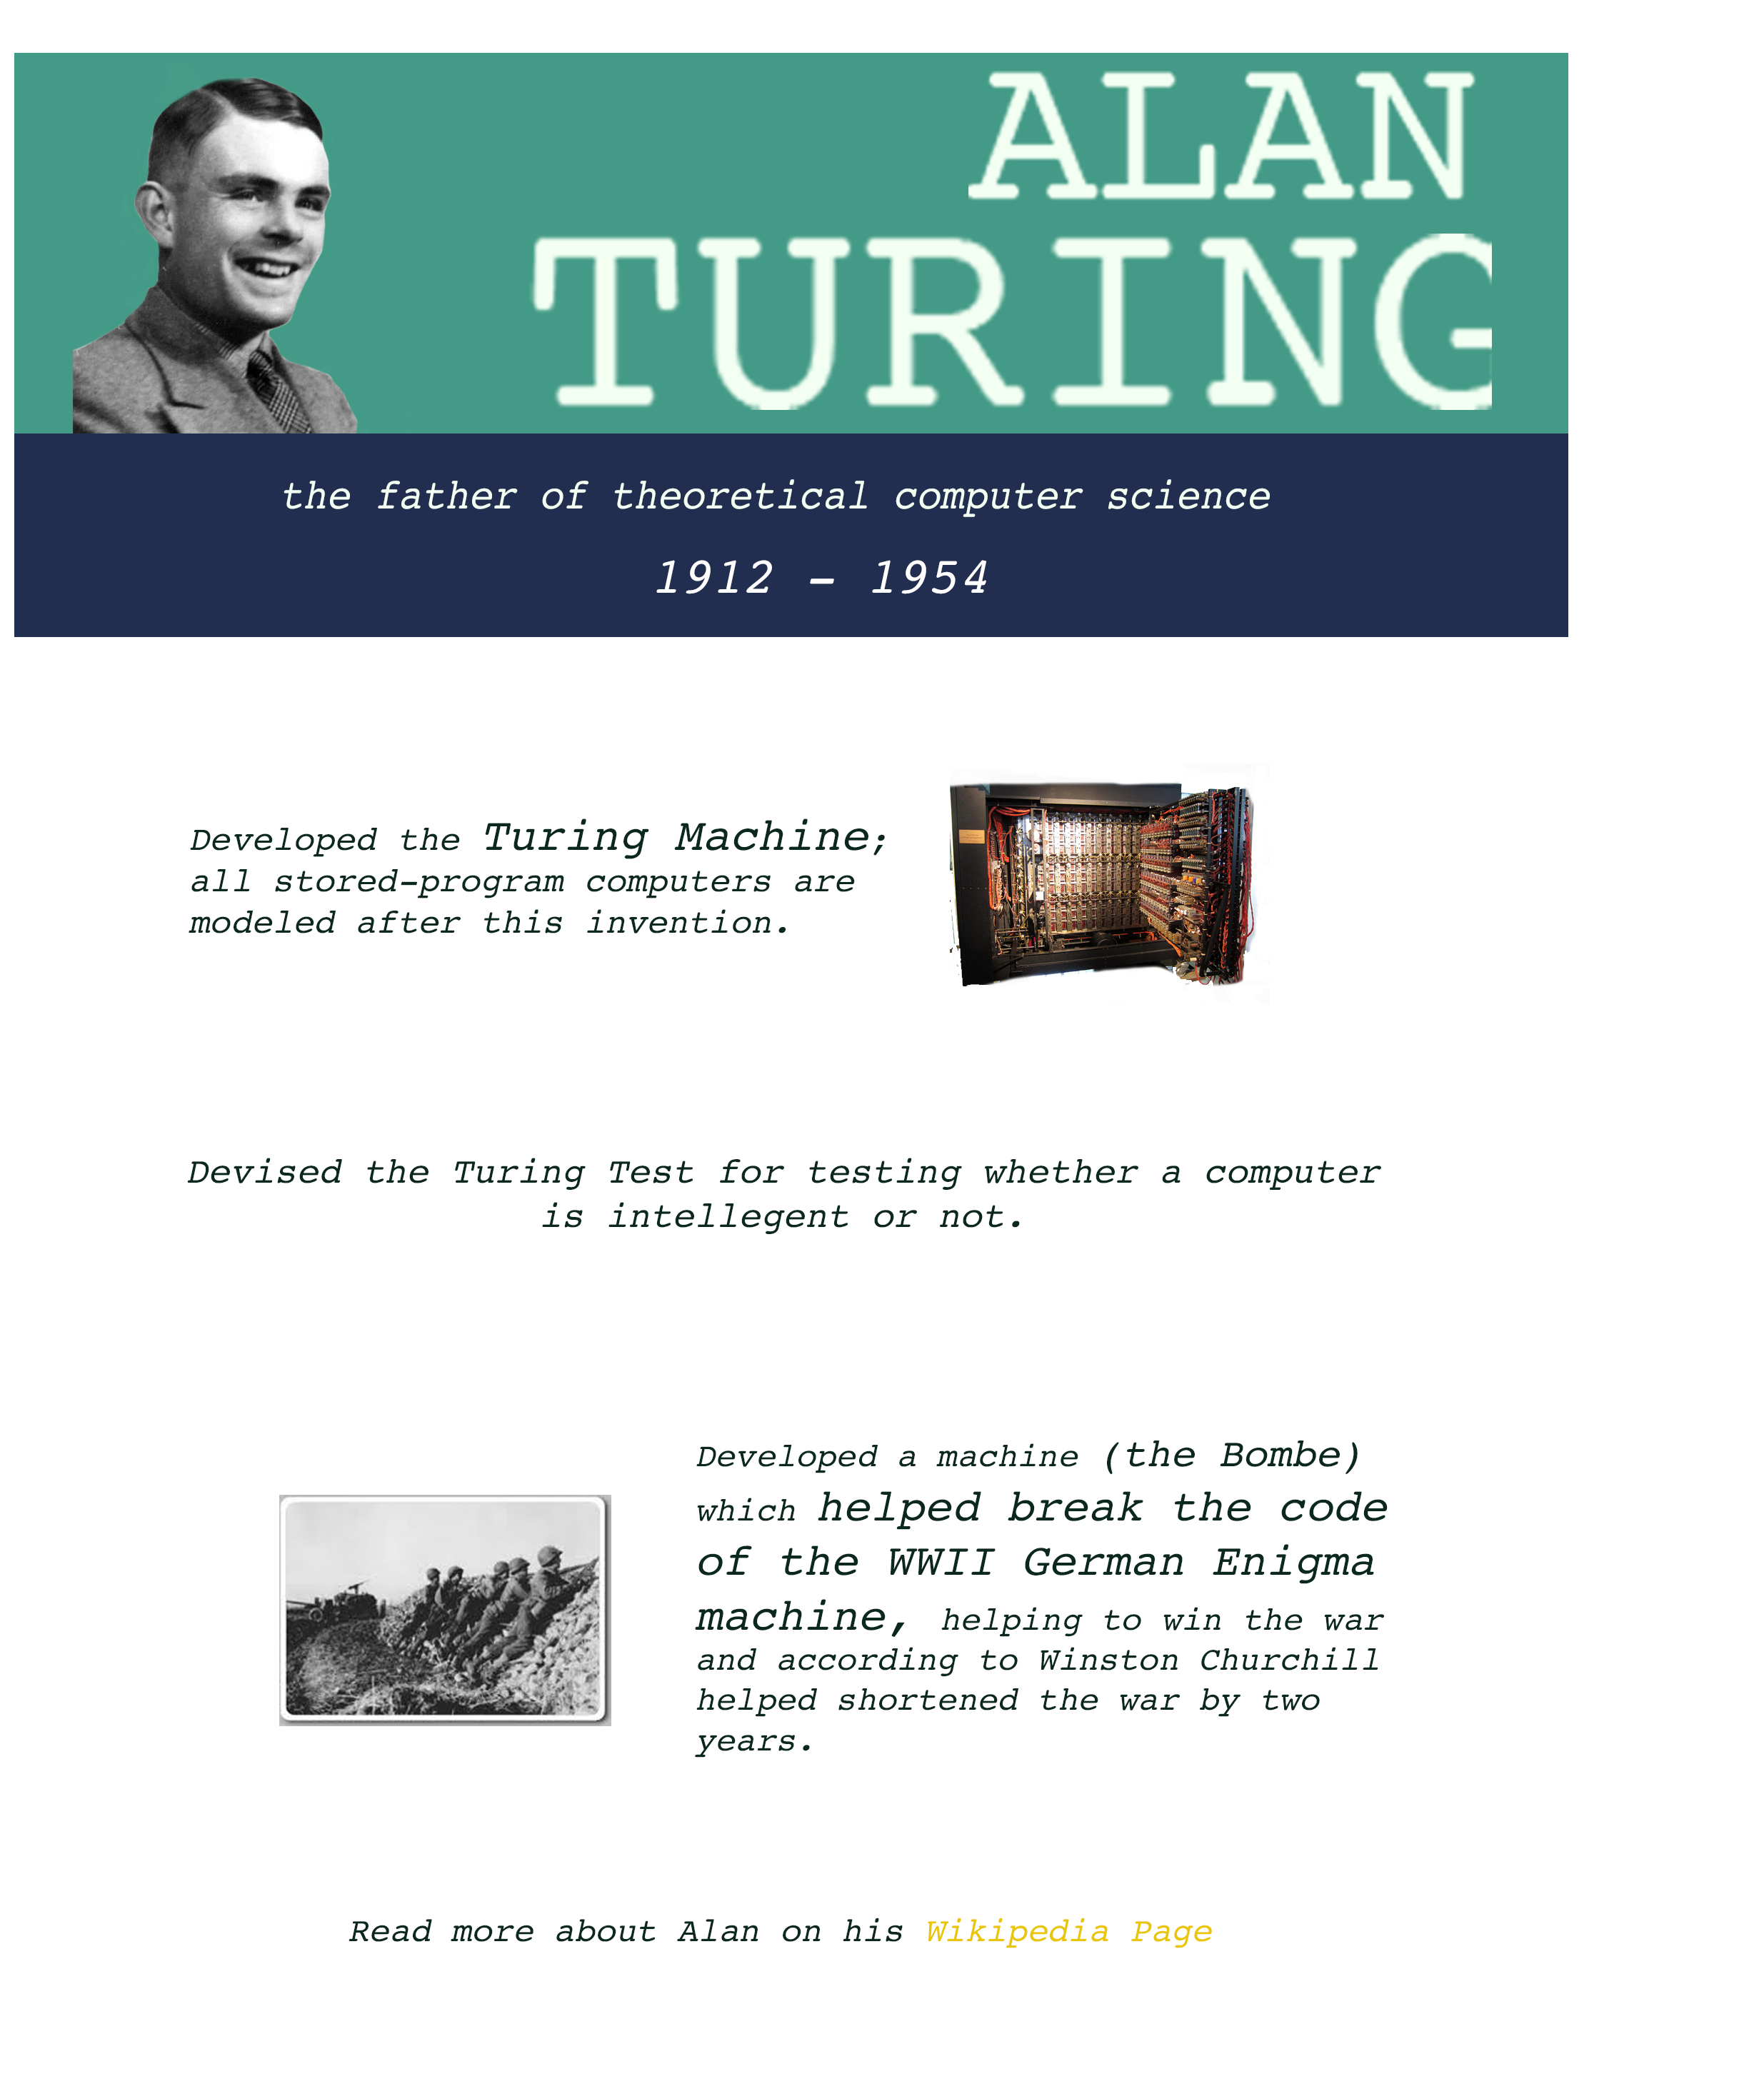 ALAN
TURING
the father of theoretical computer science
1912 - 1954
Developed the Turing Machine;
all stored-program computers are
modeled after this invention.
Devised the Turing Test for testing whether a computer
is intellegent or not.
Developed a machine (the Bombe)
which helped break the code
of the WWII German Enigma
machine, helping to win the war
and according to Winston Churchill
helped shortened the war by two
years.
Read more about Alan on his Wikipedia Page